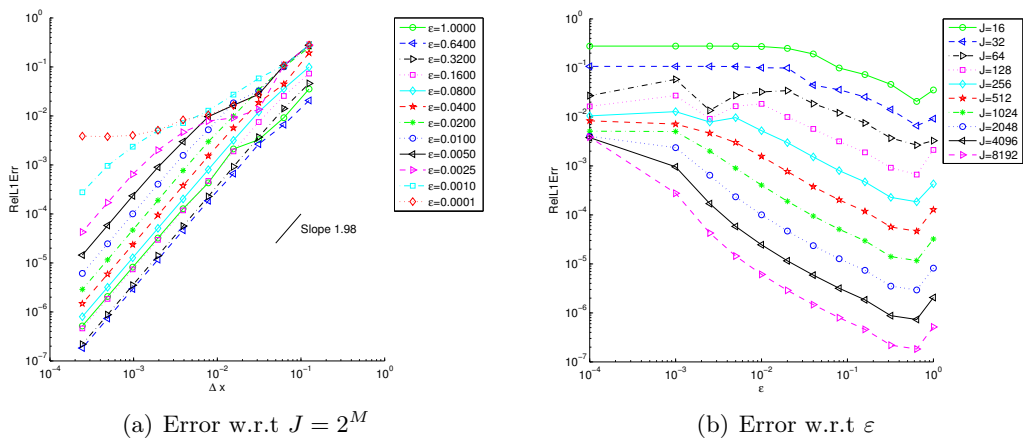 10^0
10^-1
10^-2
10^-3
10^-4
10^-5
10^-6
10^-7
RelL1Err
10^-4
10^-3
10^-2
10^-1
10^0
Δ x
Slope 1.98
ε=1.0000
ε=0.6400
ε=0.3200
ε=0.1600
ε=0.0800
ε=0.0400
ε=0.0200
ε=0.0100
ε=0.0050
ε=0.0025
ε=0.0010
ε=0.0001
(a) Error w.r.t J = 2^M
10^0
10^-1
10^-2
10^-3
10^-4
10^-5
10^-6
10^-7
RelL1Err
10^-4
10^-3
10^-2
10^-1
10^0
ε
J=16
J=32
J=64
J=128
J=256
J=512
J=1024
J=2048
J=4096
J=8192
(b) Error w.r.t ε